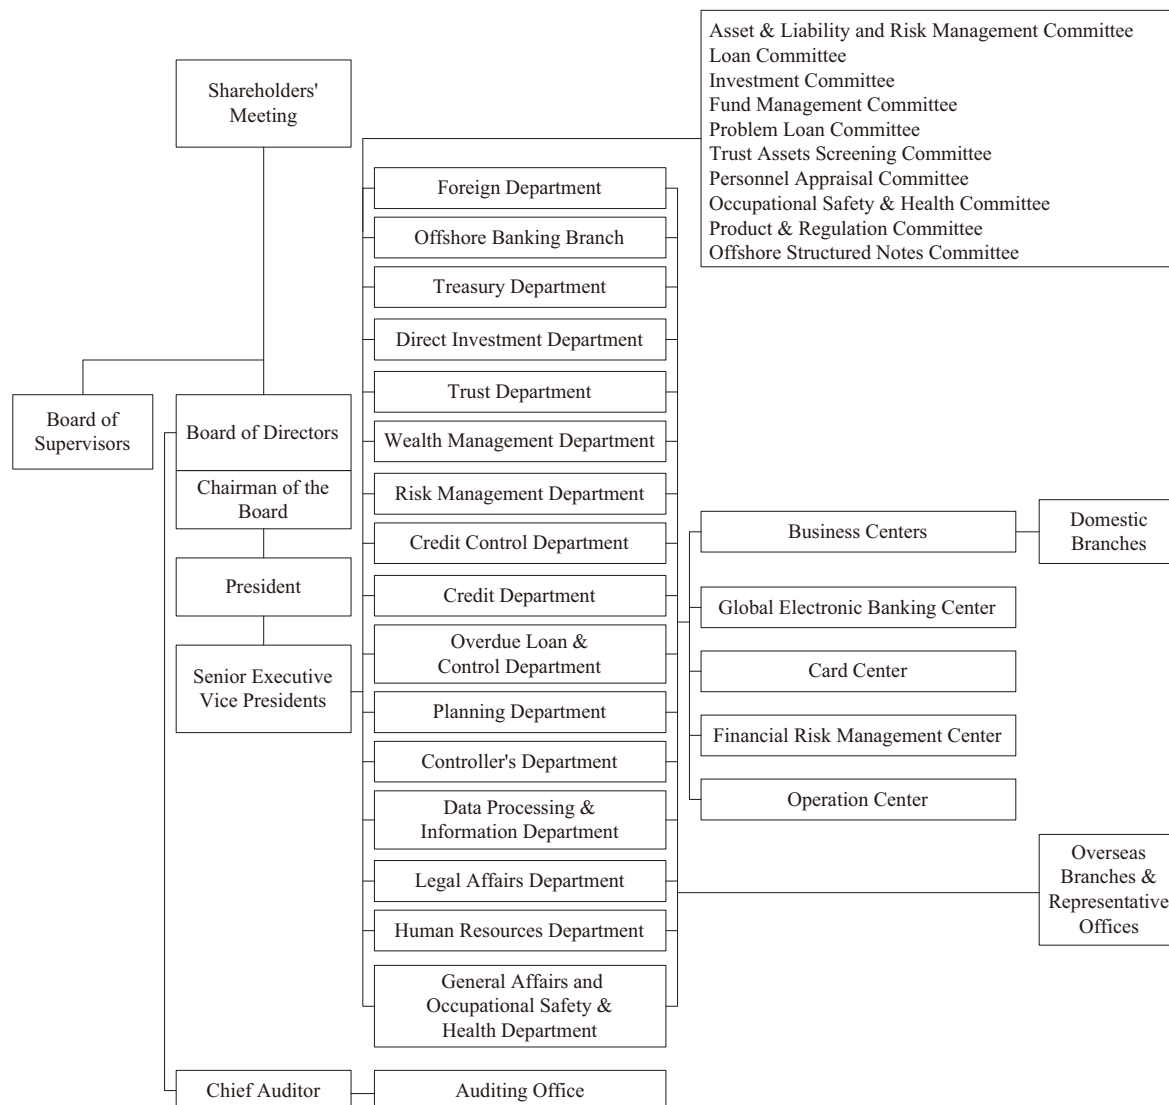 Shareholders'
Meeting
Board of
Supervisors
Board of Directors
Chairman of the
Board
President
Senior Executive
Vice Presidents
Chief Auditor
Auditing Office
Foreign Department
Offshore Banking Branch
Treasury Department
Direct Investment Department
Trust Department
Wealth Management Department
Risk Management Department
Credit Control Department
Credit Department
Overdue Loan &
Control Department
Planning Department
Controller's Department
Data Processing &
Information Department
Legal Affairs Department
Human Resources Department
General Affairs and
Occupational Safety &
Health Department
Asset & Liability and Risk Management Committee
Loan Committee
Investment Committee
Fund Management Committee
Problem Loan Committee
Trust Assets Screening Committee
Personnel Appraisal Committee
Occupational Safety & Health Committee
Product & Regulation Committee
Offshore Structured Notes Committee
Business Centers
Domestic
Branches
Global Electronic Banking Center
Card Center
Financial Risk Management Center
Operation Center
Overseas
Branches &
Representative
Offices